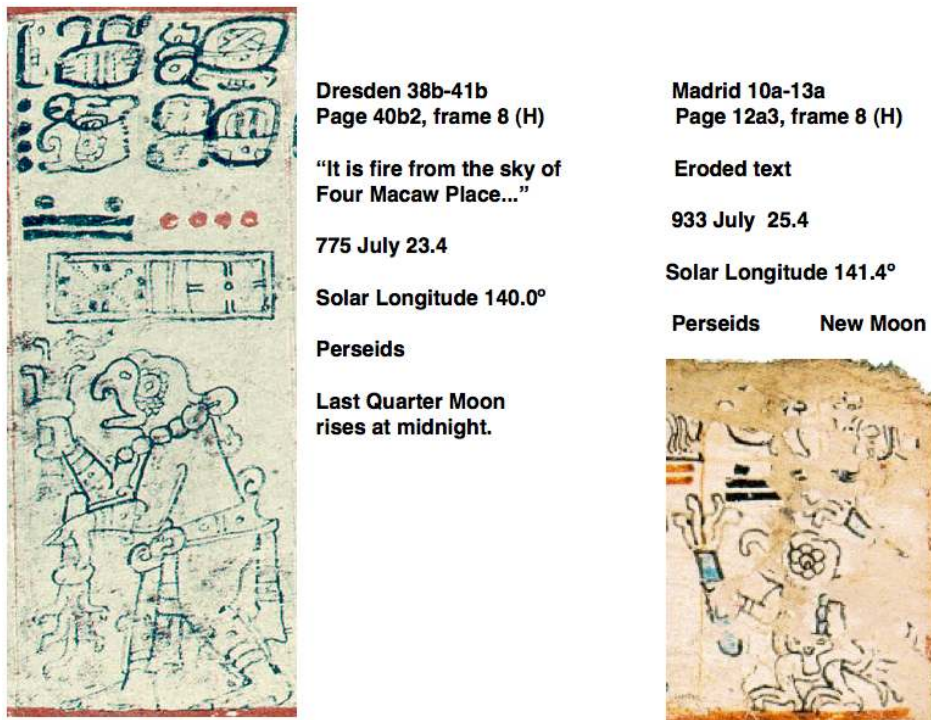 Dresden 38b-41b
Page 40b2, frame 8 (H)
“It is fire from the sky of
Four Macaw Place...”
775 July 23.4
Solar Longitude 140.0º
Perseids
Last Quarter Moon
rises at midnight.
Madrid 10a-13a
Page 12a3, frame 8 (H)
Eroded text
933 July 25.4
Solar Longitude 141.4º
Perseids New Moon